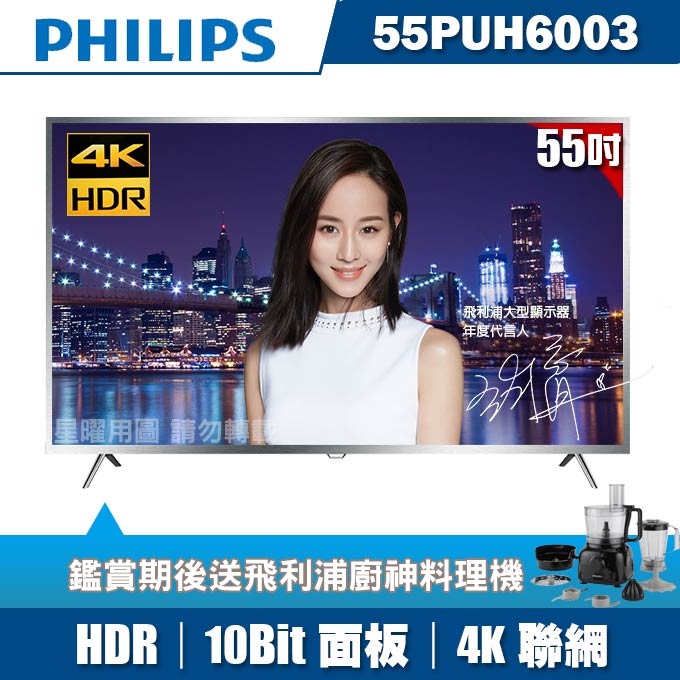 PHILIPS
55PUH6003
4K
HDR
55吋
飛利浦大型顯示器
年度代言人
星曜用圖 請勿轉載
鑑賞期後送飛利浦廚神料理機
HDR│10Bit 面板│4K 聯網